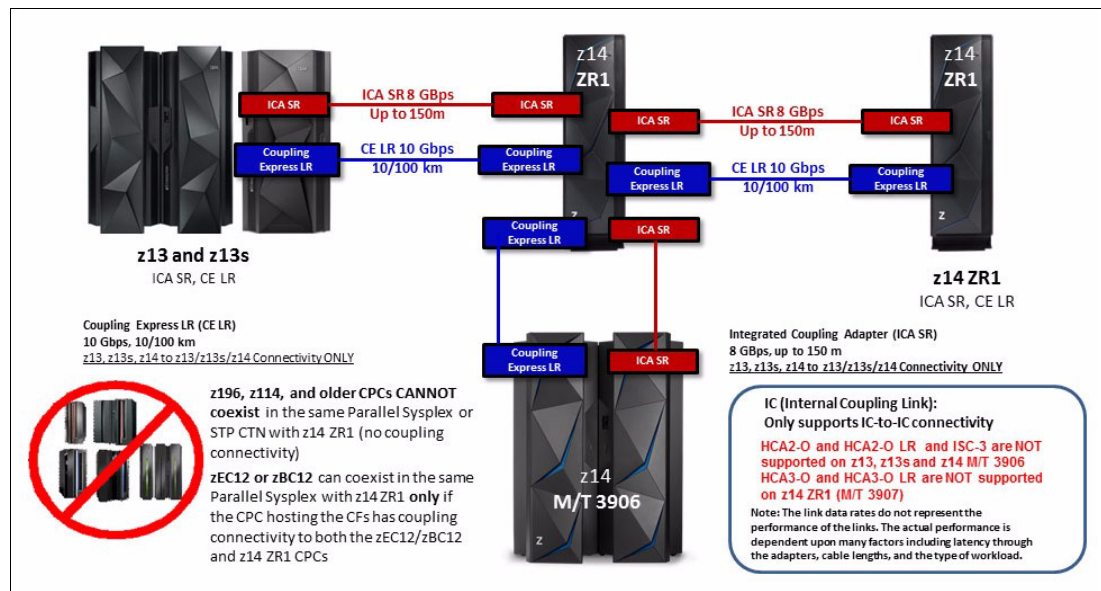 z14
ZR1
z14
ZR1
ICA SR
ICA SR 8 GBps
Up to 150m
ICA SR
ICA SR
ICA SR 8 GBps
Up to 150m
ICA SR
Coupling
Express LR
CE LR 10 Gbps
10/100 km
Coupling
Express LR
Coupling
Express LR
CE LR 10 Gbps
10/100 km
Coupling
Express LR
z
z
Coupling
Express LR
ICA SR
z13 and z13s
ICA SR, CE LR
z14 ZR1
ICA SR, CE LR
Coupling Express LR (CE LR)
10 Gbps, 10/100 km
z13, z13s, z14 to z13/z13s/z14 Connectivity ONLY
Integrated Coupling Adapter (ICA SR)
8 GBps, up to 150 m
z13, z13s, z14 to z13/z13s/z14 Connectivity ONLY
Coupling
Express LR
ICA SR
z14
M/T 3906
z
z196, z114, and older CPCs CANNOT
coexist in the same Parallel Sysplex or
STP CTN with z14 ZR1 (no coupling
connectivity)
zEC12 or zBC12 can coexist in the same
Parallel Sysplex with z14 ZR1 only if
the CPC hosting the CFs has coupling
connectivity to both the zEC12/zBC12
and z14 ZR1 CPCs
IC (Internal Coupling Link):
Only supports IC-to-IC connectivity
HCA2-O and HCA2-O LR and ISC-3 are NOT
supported on z13, z13s and z14 M/T 3906
HCA3-O and HCA3-O LR are NOT supported
on z14 ZR1 (M/T 3907)
Note: The link data rates do not represent the
performance of the links. The actual performance is
dependent upon many factors including latency through
the adapters, cable lengths, and the type of workload.